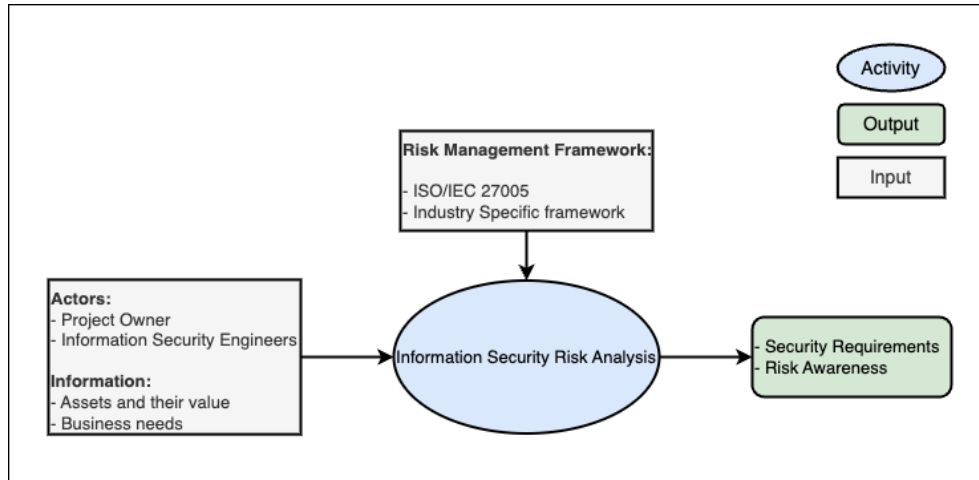 Activity
Output
Input
Risk Management Framework:
- ISO/IEC 27005
- Industry Specific framework
Actors:
- Project Owner
- Information Security Engineers
Information:
- Assets and their value
- Business needs
Information Security Risk Analysis
- Security Requirements
- Risk Awareness